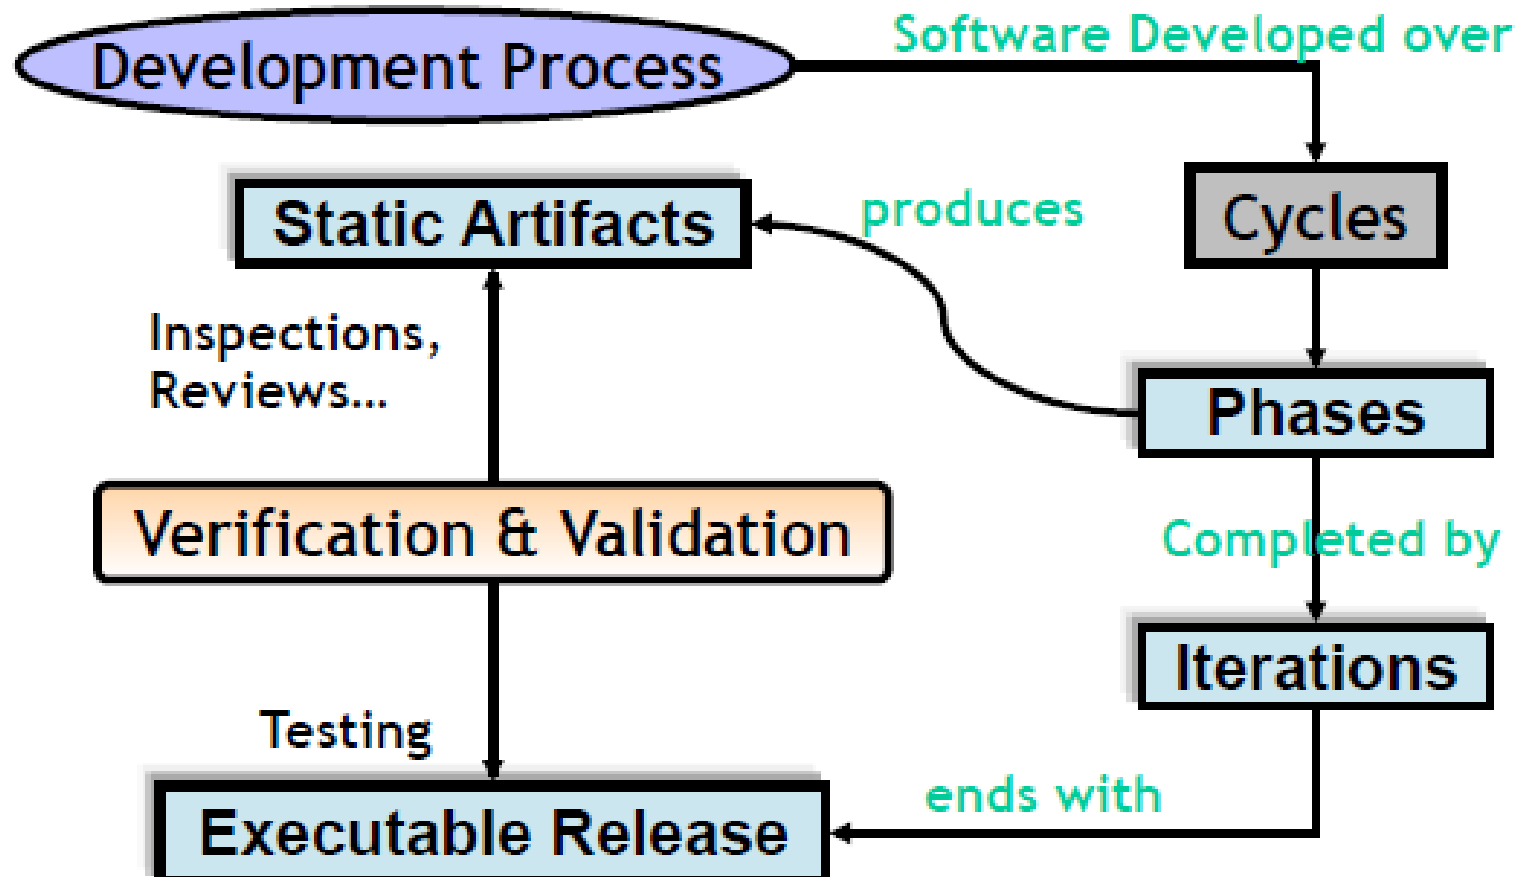 Development Process
Software Developed over
Static Artifacts
produces
Cycles
Inspections,
Reviews...
Phases
Verification & Validation
Completed by
Iterations
Testing
ends with
Executable Release